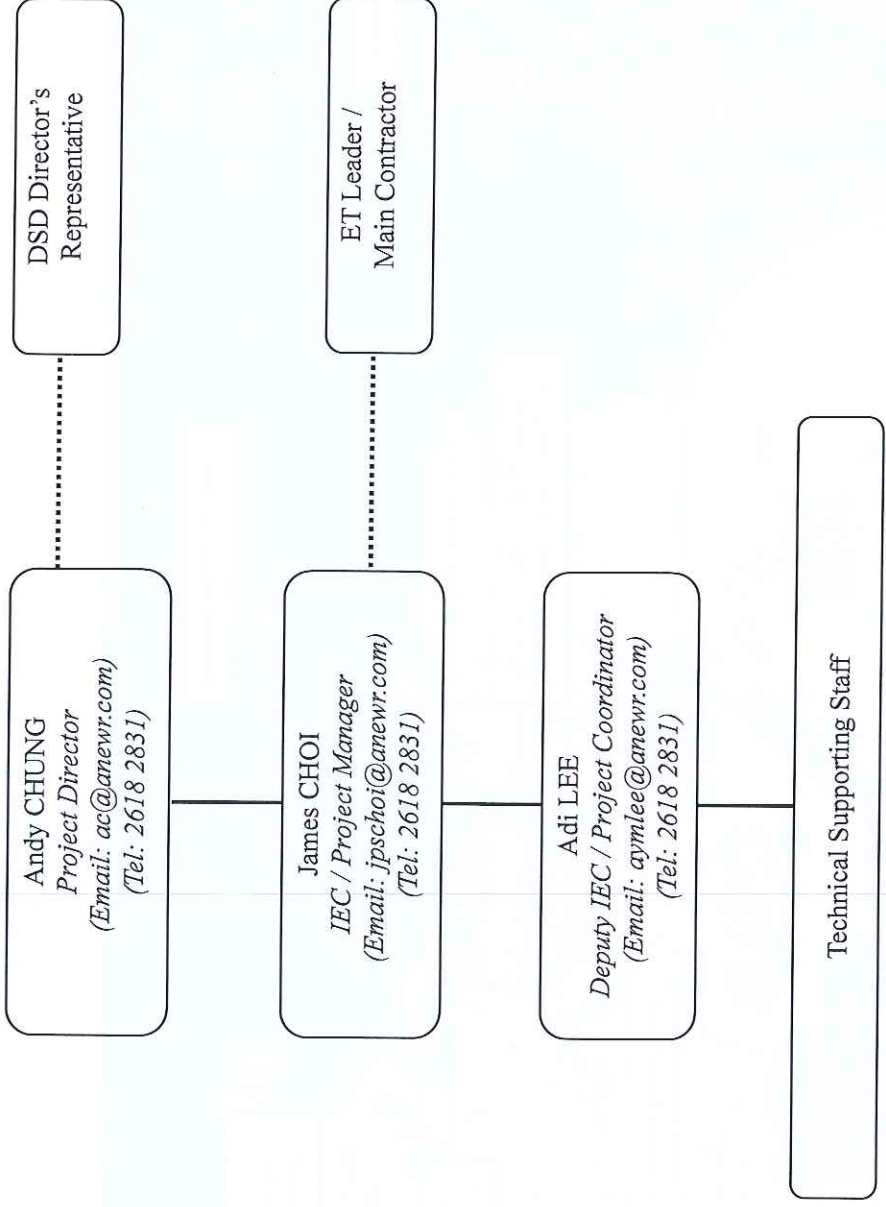 Andy CHUNG
Project Director
(Email: ac@anewr.com)
(Tel: 2618 2831)
DSD Director's
Representative
James CHOI
IEC / Project Manager
(Email: jpschoi@anewr.com)
(Tel: 2618 2831)
ET Leader /
Main Contractor
Adi LEE
Deputy IEC / Project Coordinator
(Email: aymlee@anewr.com)
(Tel: 2618 2831)
Technical Supporting Staff